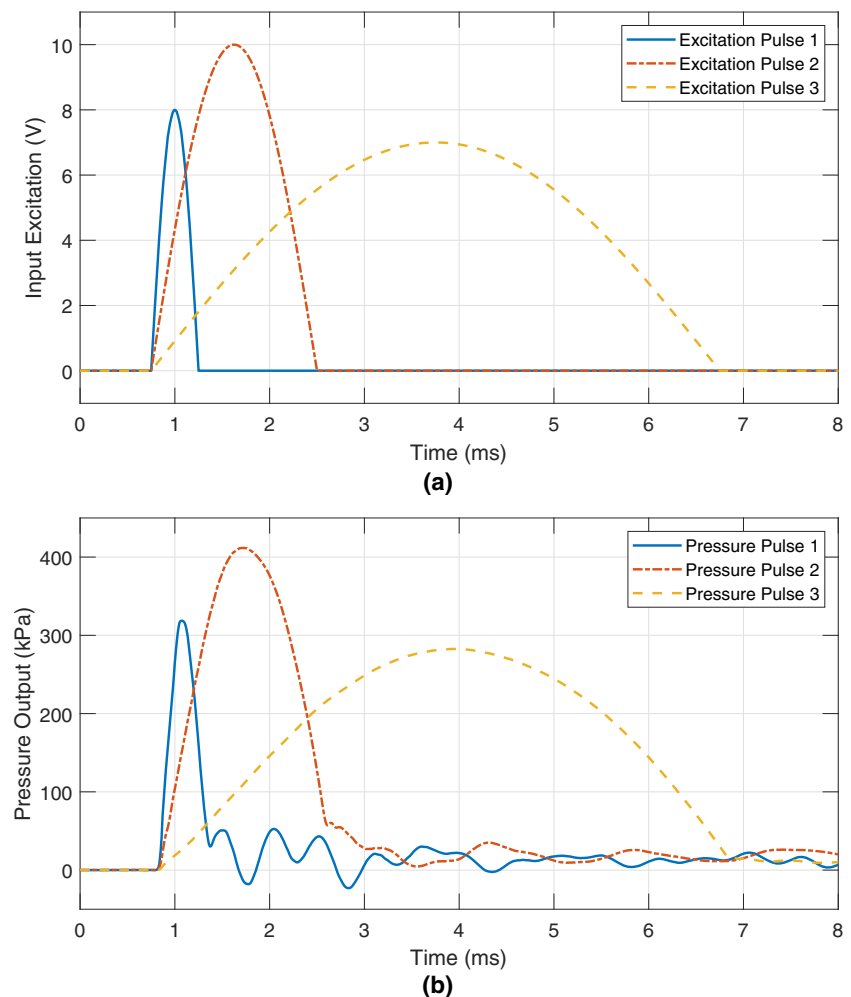 Excitation Pulse 1
Excitation Pulse 2
Excitation Pulse 3
Input Excitation (V)
10
8
6
4
2
0
0 1 2 3 4 5 6 7 8
Time (ms)
(a)
Pressure Pulse 1
Pressure Pulse 2
Pressure Pulse 3
Pressure Output (kPa)
400
300
200
100
0
0 1 2 3 4 5 6 7 8
Time (ms)
(b)